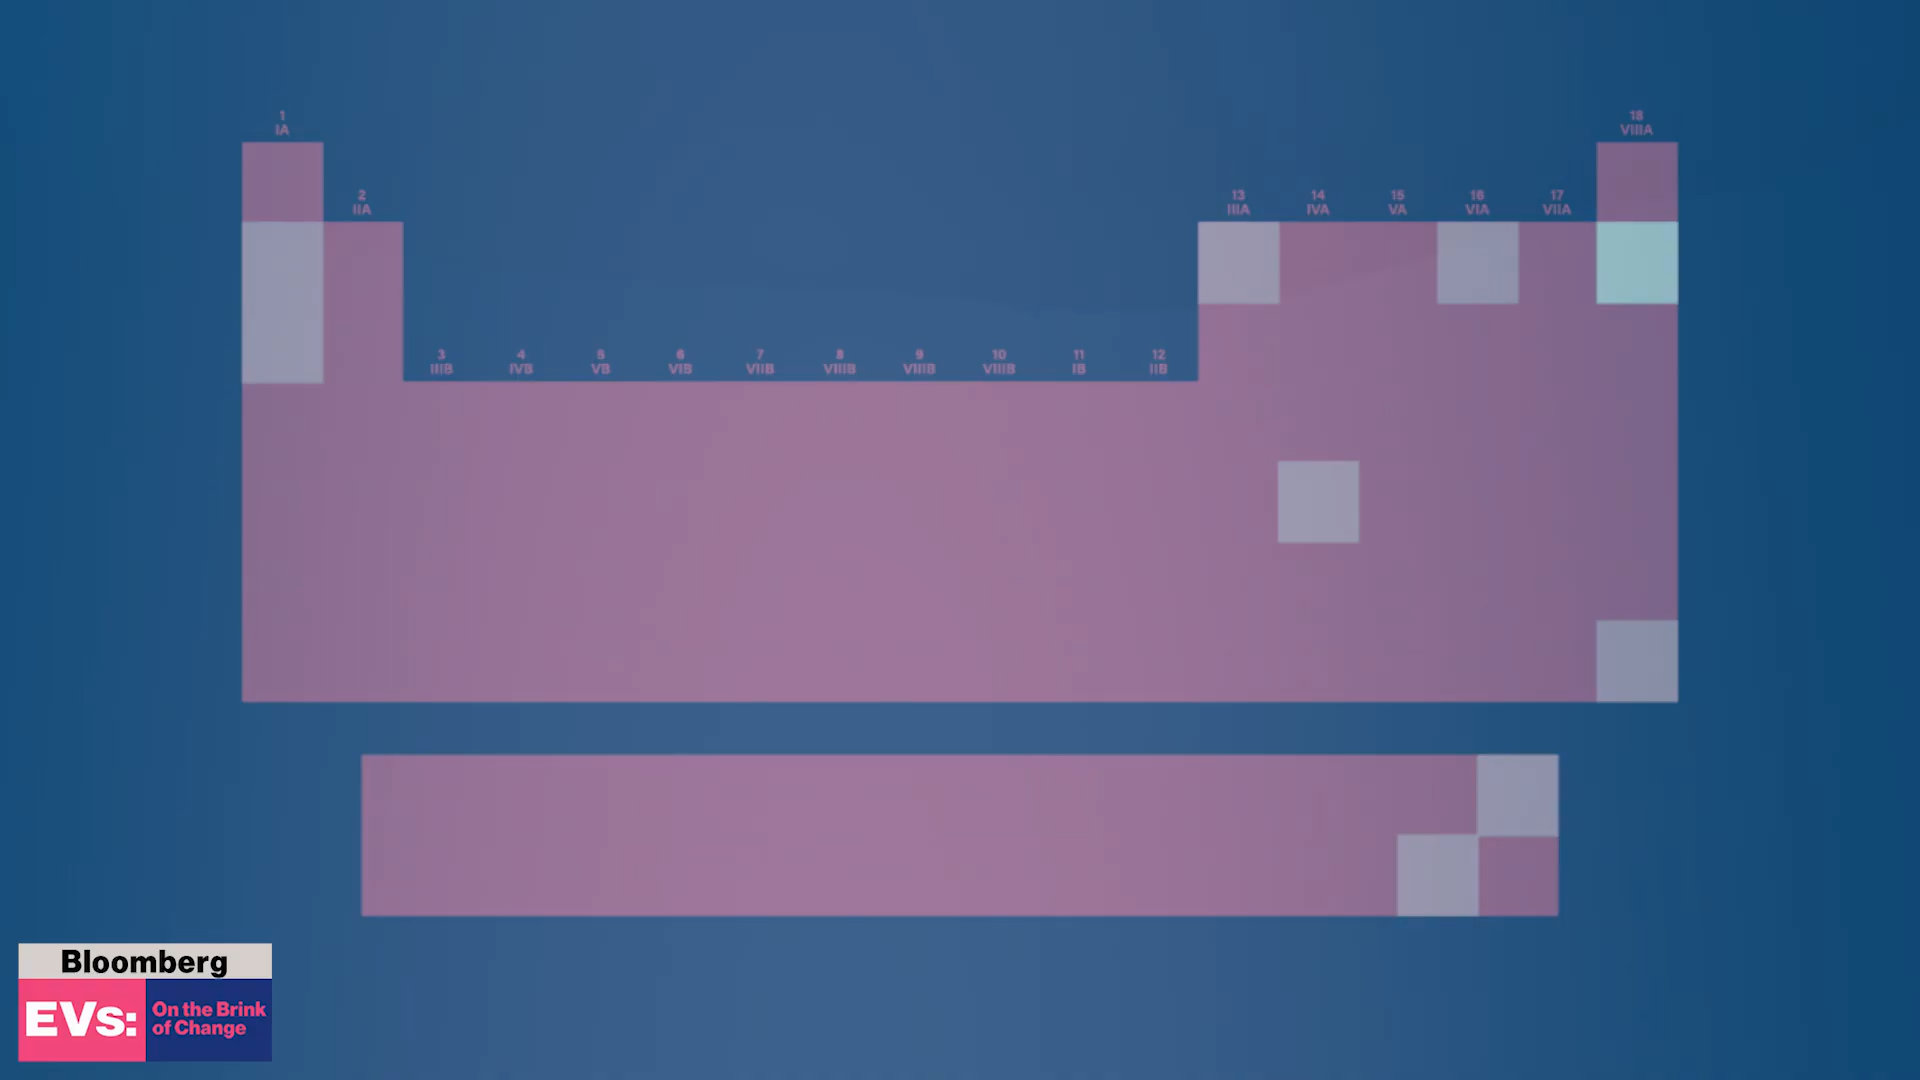 1
IA
18
VIIIA
2
IIA
13
IIIA
14
IVA
15
VA
16
VIA
17
VIIA
3
IIIB
4
IVB
5
VB
6
VIB
7
VIIB
8
VIIIB
9
VIIIB
10
VIIIB
11
IB
12
IIB
Bloomberg
EVs:
On the Brink
of Change